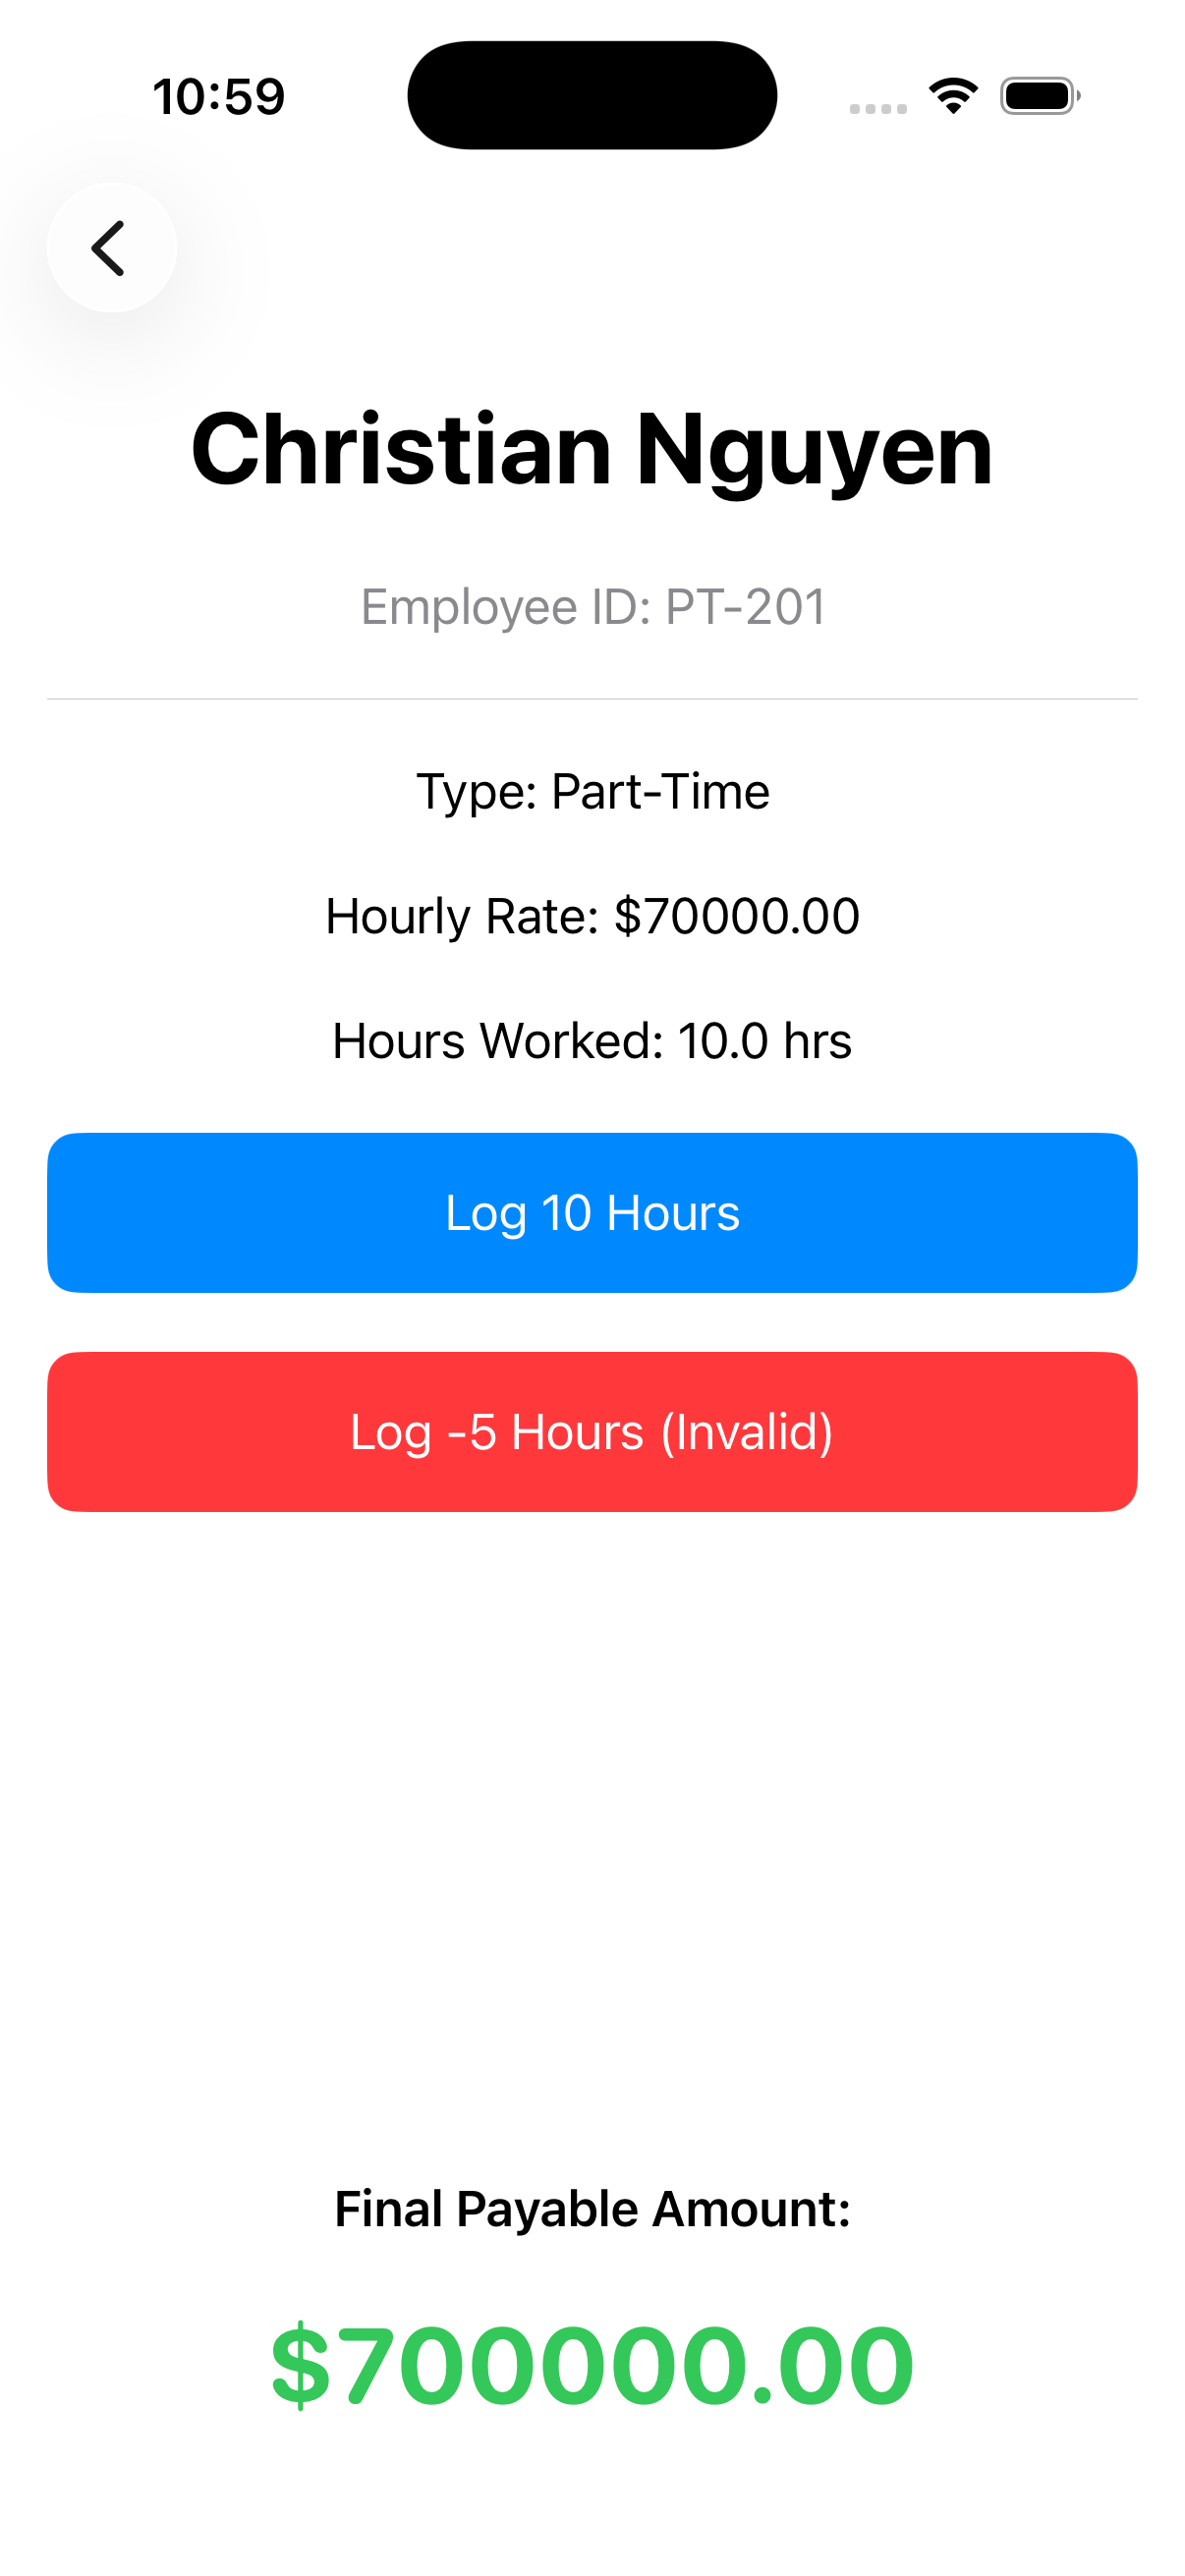 10:59
Christian Nguyen
Employee ID: PT-201
Type: Part-Time
Hourly Rate: $70000.00
Hours Worked: 10.0 hrs
Log 10 Hours
Log -5 Hours (Invalid)
Final Payable Amount:
$700000.00